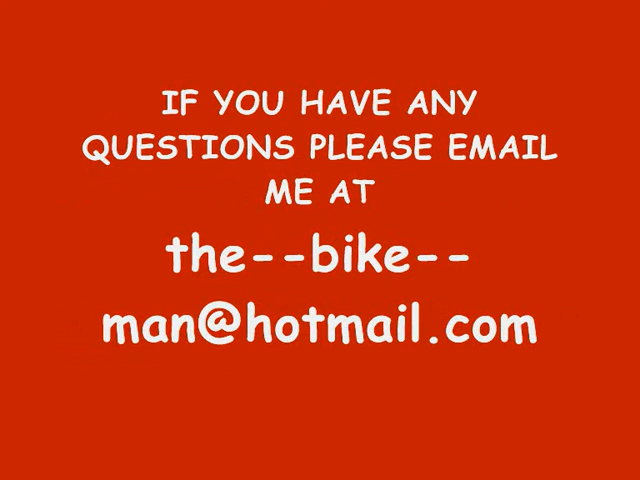 IF YOU HAVE ANY
QUESTIONS PLEASE EMAIL
ME AT
the--bike--
man@hotmail.com